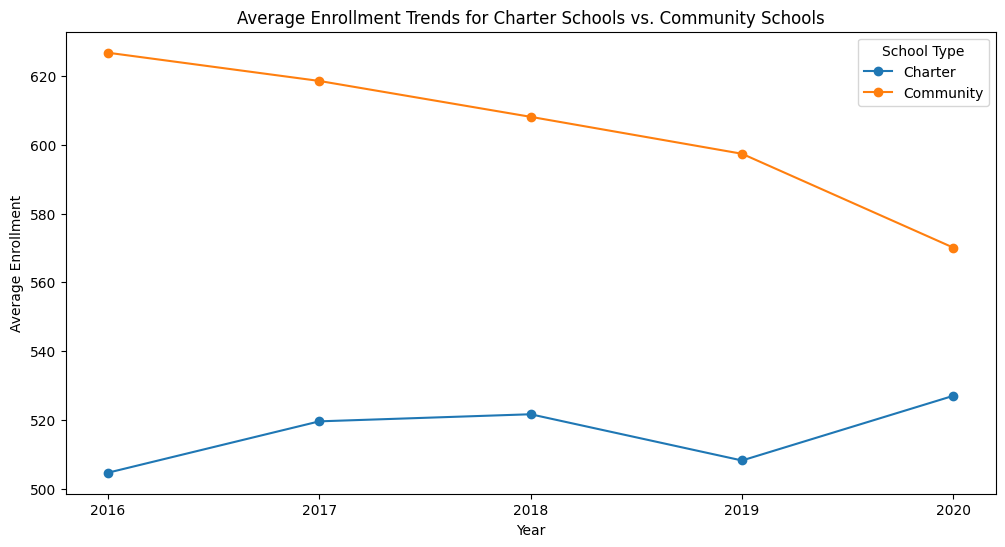 Average Enrollment Trends for Charter Schools vs. Community Schools
School Type
Charter
Community
Average Enrollment
620
600
580
560
540
520
500
2016 2017 2018 2019 2020
Year